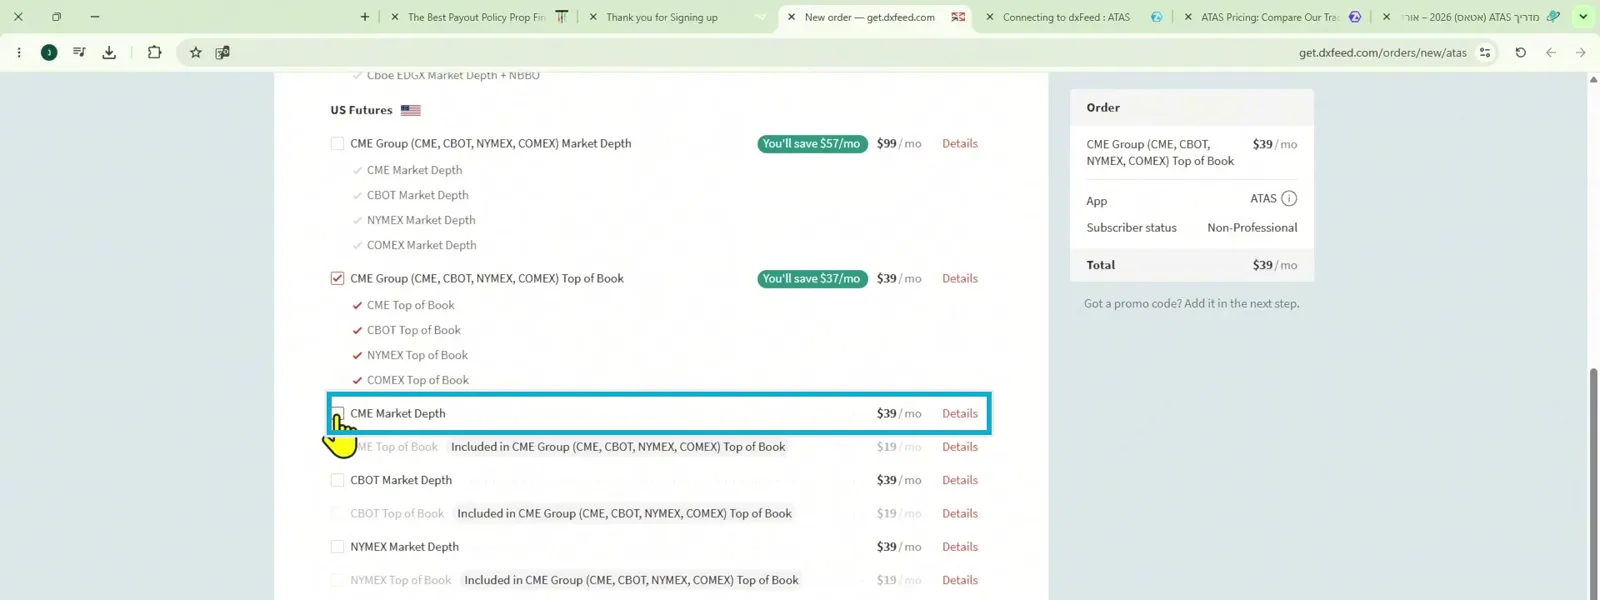 The Best Payout Policy Prop Fi
Thank you for Signing up
New order — get.dxfeed.com
Connecting to dxFeed : ATAS
ATAS Pricing: Compare Our Tra
מדריך ATAS (אטאס) 2026 – אורי
get.dxfeed.com/orders/new/atas
Cboe EDGX Market Depth + NBBO
US Futures
CME Group (CME, CBOT, NYMEX, COMEX) Market Depth You'll save $57/mo $99/mo Details
CME Market Depth
CBOT Market Depth
NYMEX Market Depth
COMEX Market Depth
CME Group (CME, CBOT, NYMEX, COMEX) Top of Book You'll save $37/mo $39/mo Details
CME Top of Book
CBOT Top of Book
NYMEX Top of Book
COMEX Top of Book
CME Market Depth $39/mo Details
ME Top of Book Included in CME Group (CME, CBOT, NYMEX, COMEX) Top of Book $19/mo Details
CBOT Market Depth $39/mo Details
CBOT Top of Book Included in CME Group (CME, CBOT, NYMEX, COMEX) Top of Book $19/mo Details
NYMEX Market Depth $39/mo Details
NYMEX Top of Book Included in CME Group (CME, CBOT, NYMEX, COMEX) Top of Book $19/mo Details
Order
CME Group (CME, CBOT, $39/mo
NYMEX, COMEX) Top of Book
App ATAS
Subscriber status Non-Professional
Total $39/mo
Got a promo code? Add it in the next step.